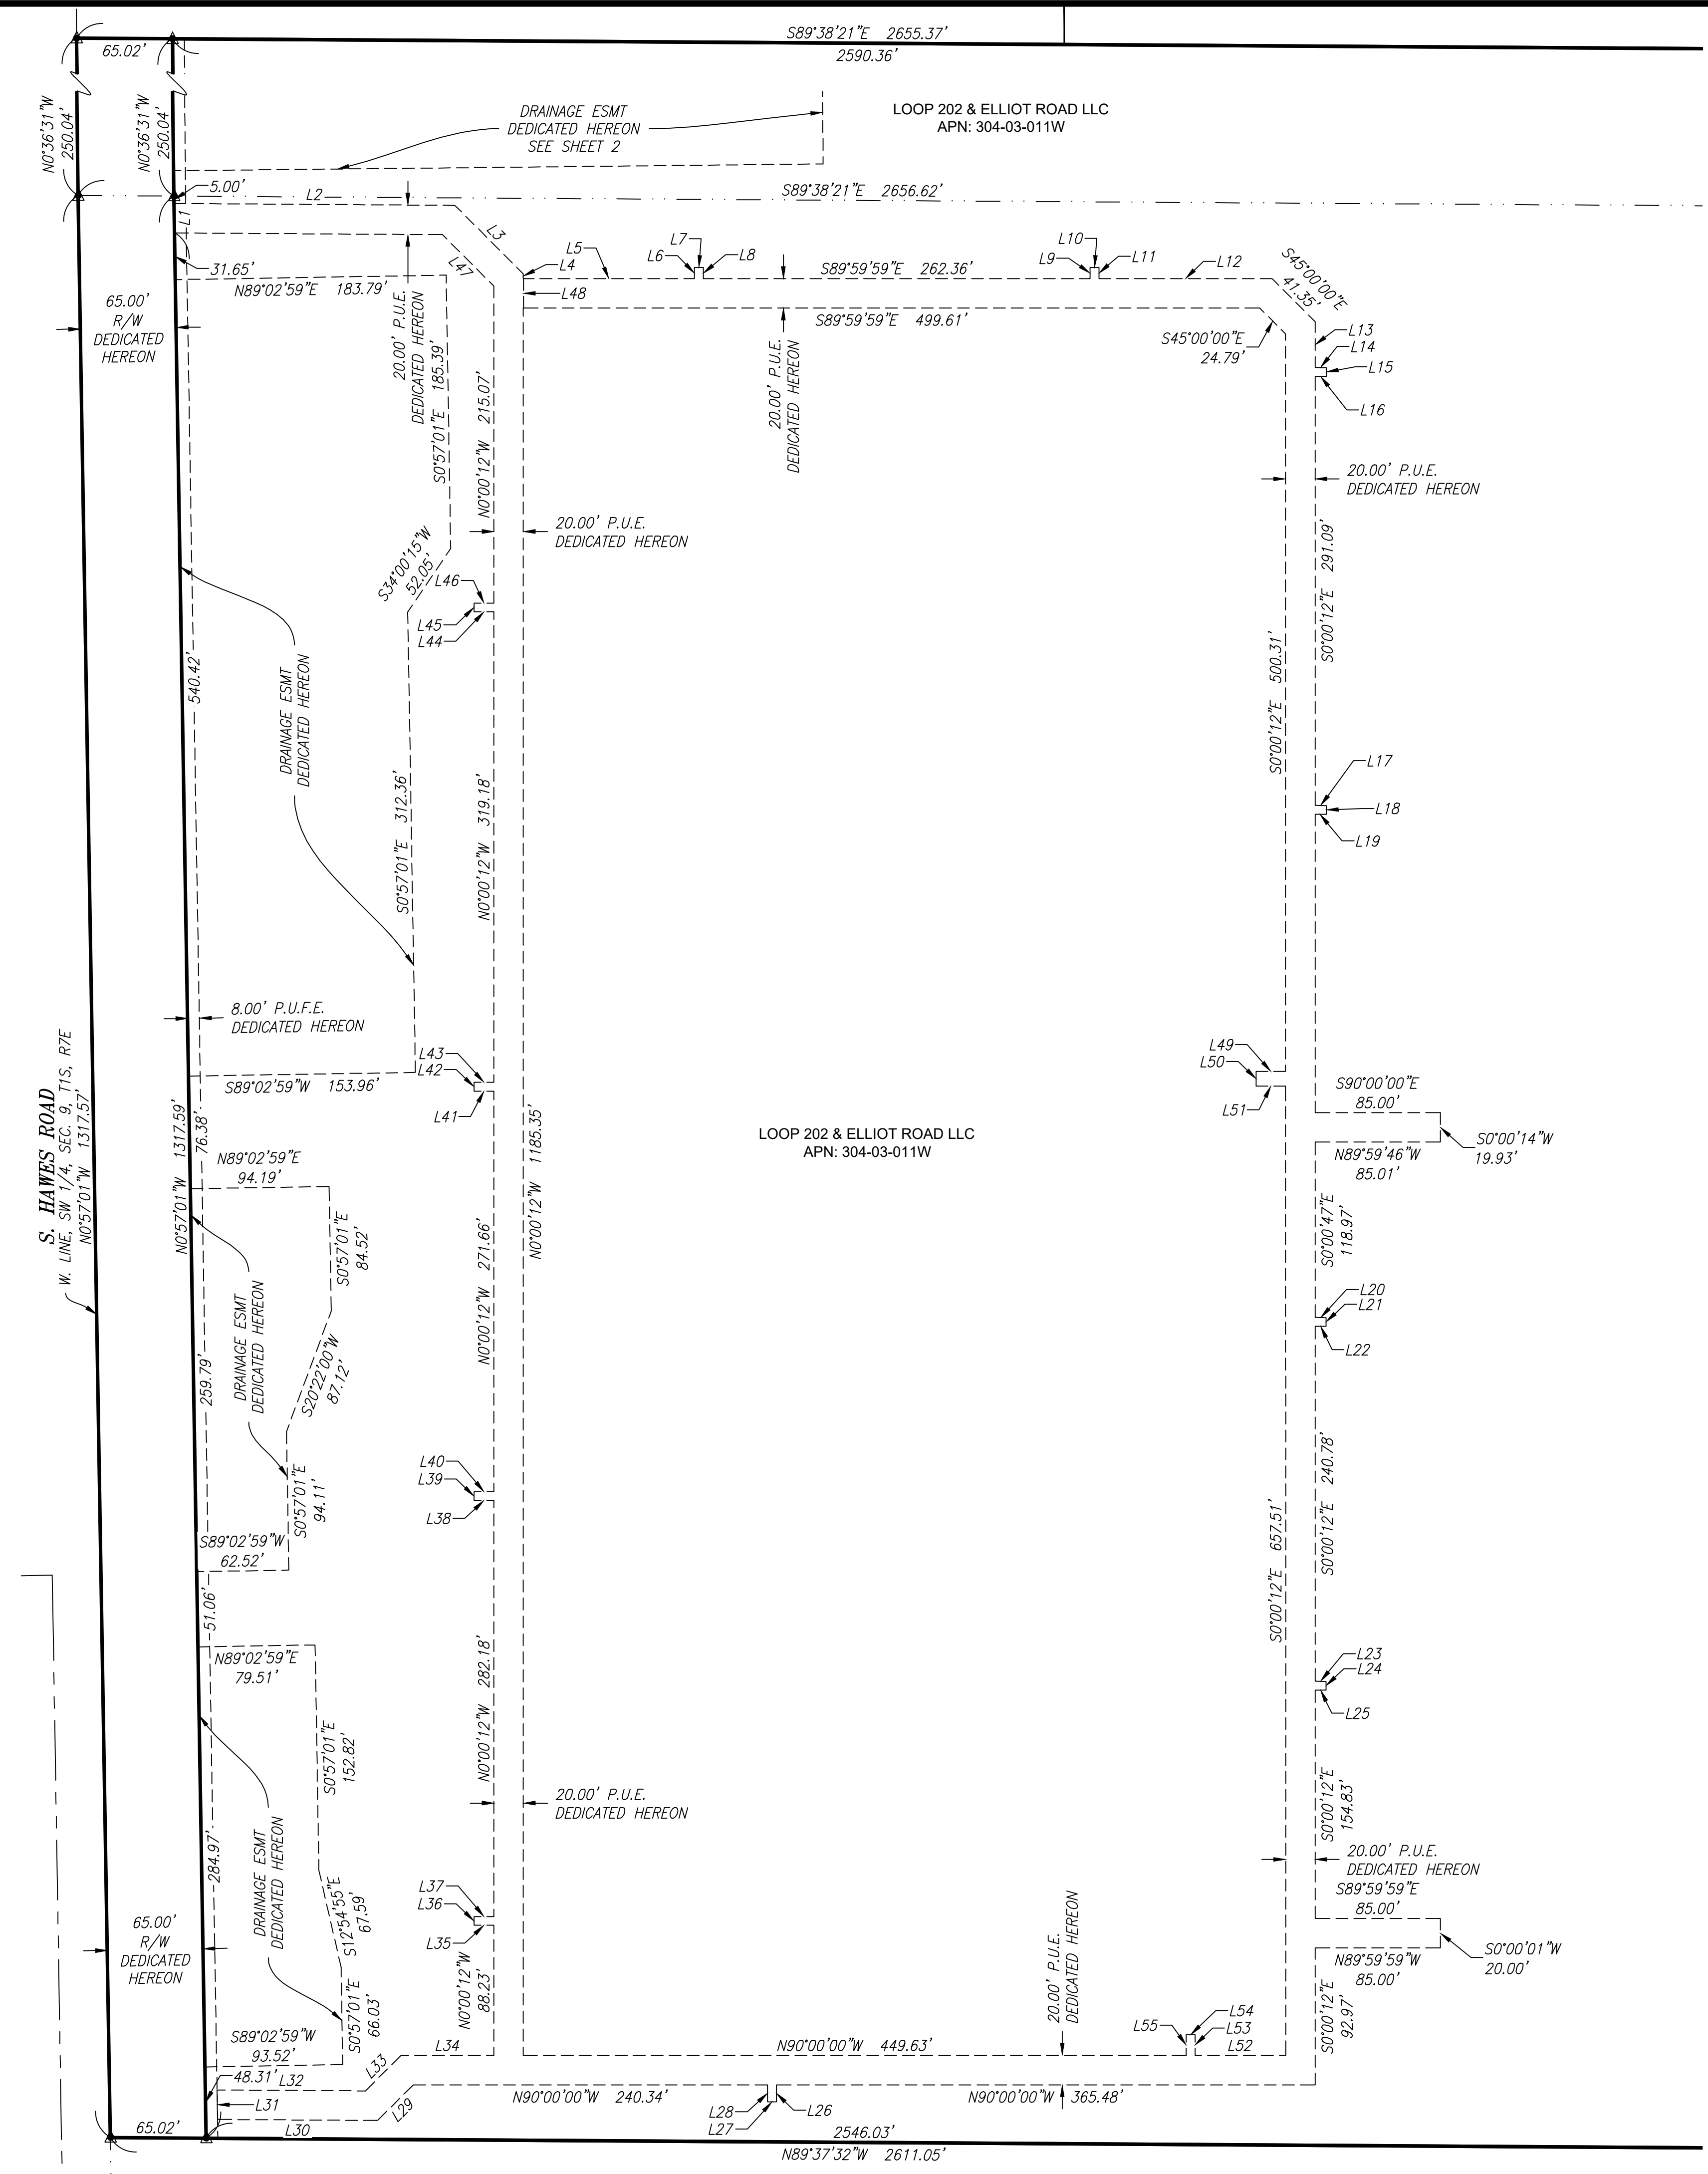 S89°38'21"E 2655.37'
65.02'
2590.36'
N0°36'31"W
250.04'
N0°36'31"W
250.04'
DRAINAGE ESMT
DEDICATED HEREON
SEE SHEET 2
LOOP 202 & ELLIOT ROAD LLC
APN: 304-03-011W
5.00'
L1
L2
S89°38'21"E 2656.62'
L3
L4
L5
L6
L7
L8
S89°59'59"E 262.36'
L9
L10
L11
L12
S45°00'00"E
41.35'
31.65'
N89°02'59"E 183.79'
L47
L48
S89°59'59"E 499.61'
S45°00'00"E
24.79'
L13
L14
L15
L16
65.00'
R/W
DEDICATED
HEREON
20.00' P.U.E.
DEDICATED HEREON
S0°57'01"E 185.39'
N0°00'12"W 215.07'
20.00' P.U.E.
DEDICATED HEREON
20.00' P.U.E.
DEDICATED HEREON
20.00' P.U.E.
DEDICATED HEREON
S34°00'15"W
52.05'
L46
L45
L44
S0°00'12"E 291.09'
S0°00'12"E 500.31'
540.42'
DRAINAGE ESMT
DEDICATED HEREON
S0°57'01"E 312.36'
N0°00'12"W 319.18'
L17
L18
L19
8.00' P.U.F.E.
DEDICATED HEREON
L43
L42
L41
S89°02'59"W 153.96'
L49
L50
L51
S90°00'00"E
85.00'
S0°00'14"W
19.93'
N89°59'46"W
85.01'
S. HAWES ROAD
W. LINE, SW 1/4, SEC. 9, T1S, R7E
N0°57'01"W 1317.57'
N0°57'01"W 1317.59'
76.38'
N89°02'59"E
94.19'
LOOP 202 & ELLIOT ROAD LLC
APN: 304-03-011W
S0°57'01"E
84.52'
N0°00'12"W 271.66'
N0°00'12"W 1185.35'
S0°00'47"E
118.97'
L20
L21
L22
DRAINAGE ESMT
DEDICATED HEREON
259.79'
S20°22'00"W
87.12'
L40
L39
L38
S0°57'01"E
94.11'
S89°02'59"W
62.52'
S0°00'12"E 657.51'
S0°00'12"E 240.78'
51.06'
N89°02'59"E
79.51'
L23
L24
L25
S0°57'01"E
152.82'
N0°00'12"W 282.18'
20.00' P.U.E.
DEDICATED HEREON
S0°00'12"E
154.83'
20.00' P.U.E.
DEDICATED HEREON
284.97'
DRAINAGE ESMT
DEDICATED HEREON
S12°54'55"E
67.59'
L37
L36
L35
S89°59'59"E
85.00'
S0°00'01"W
20.00'
N89°59'59"W
85.00'
65.00'
R/W
DEDICATED
HEREON
S0°57'01"E
66.03'
N0°00'12"W
88.23'
20.00' P.U.E.
DEDICATED HEREON
S0°00'12"E
92.97'
S89°02'59"W
93.52'
L34
N90°00'00"W 449.63'
L55
L54
L53
L52
48.31'
L32
L33
L31
L29
N90°00'00"W 240.34'
L28
L27
L26
N90°00'00"W 365.48'
65.02'
L30
2546.03'
N89°37'32"W 2611.05'